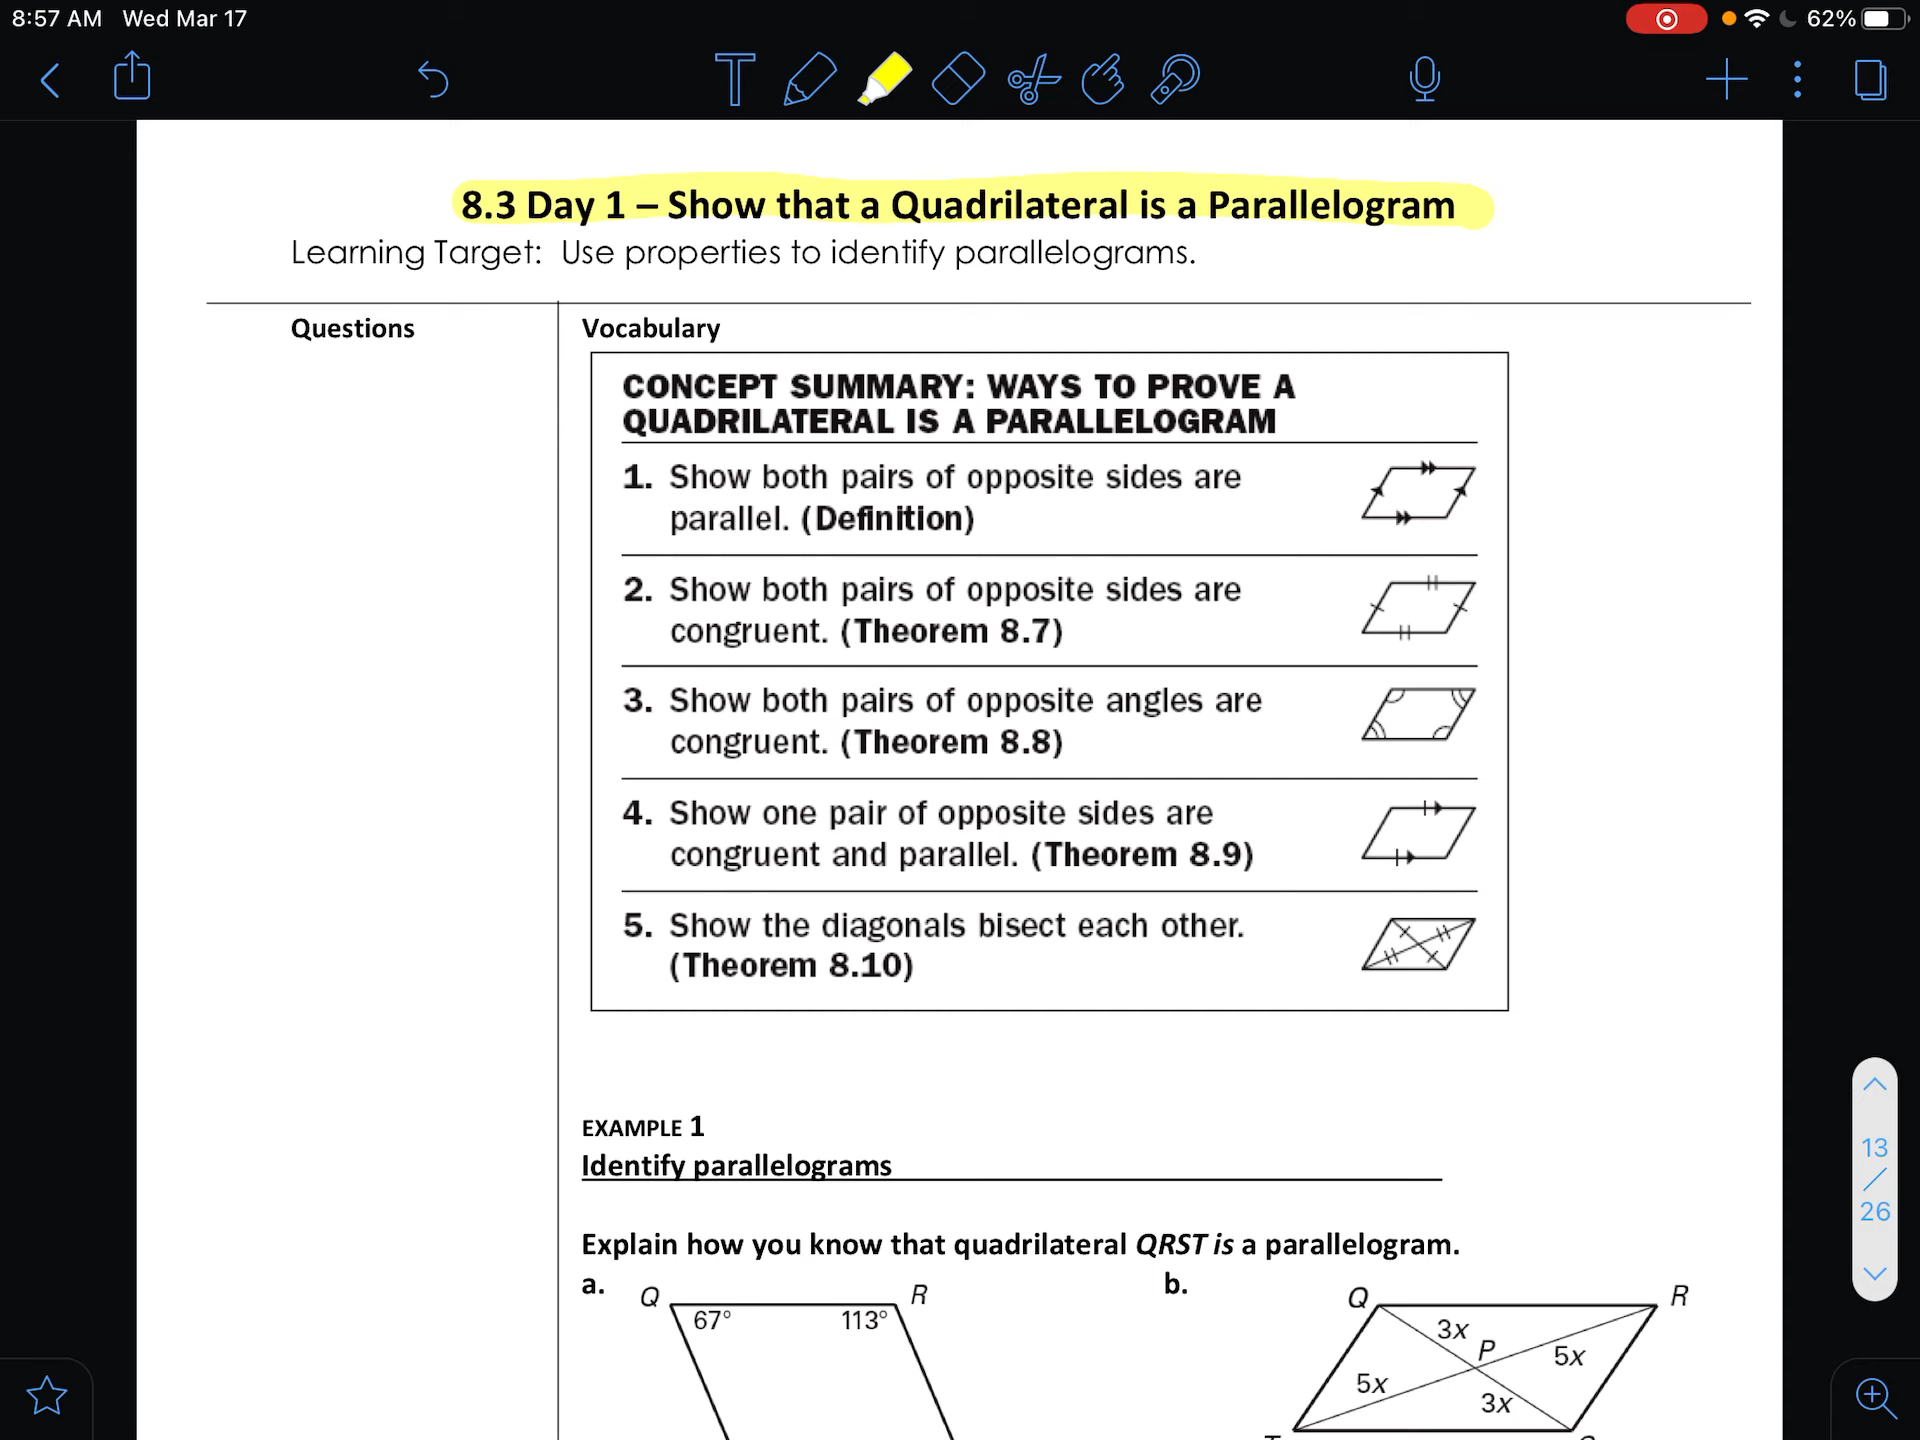 8:57 AM Wed Mar 17
62%
8.3 Day 1 – Show that a Quadrilateral is a Parallelogram
Learning Target: Use properties to identify parallelograms.
Questions
Vocabulary
CONCEPT SUMMARY: WAYS TO PROVE A
QUADRILATERAL IS A PARALLELOGRAM
1. Show both pairs of opposite sides are
parallel. (Definition)
2. Show both pairs of opposite sides are
congruent. (Theorem 8.7)
3. Show both pairs of opposite angles are
congruent. (Theorem 8.8)
4. Show one pair of opposite sides are
congruent and parallel. (Theorem 8.9)
5. Show the diagonals bisect each other.
(Theorem 8.10)
EXAMPLE 1
Identify parallelograms
Explain how you know that quadrilateral QRST is a parallelogram.
a.
Q
R
67°
113°
b.
Q
R
3x
P
5x
5x
3x
13
/
26